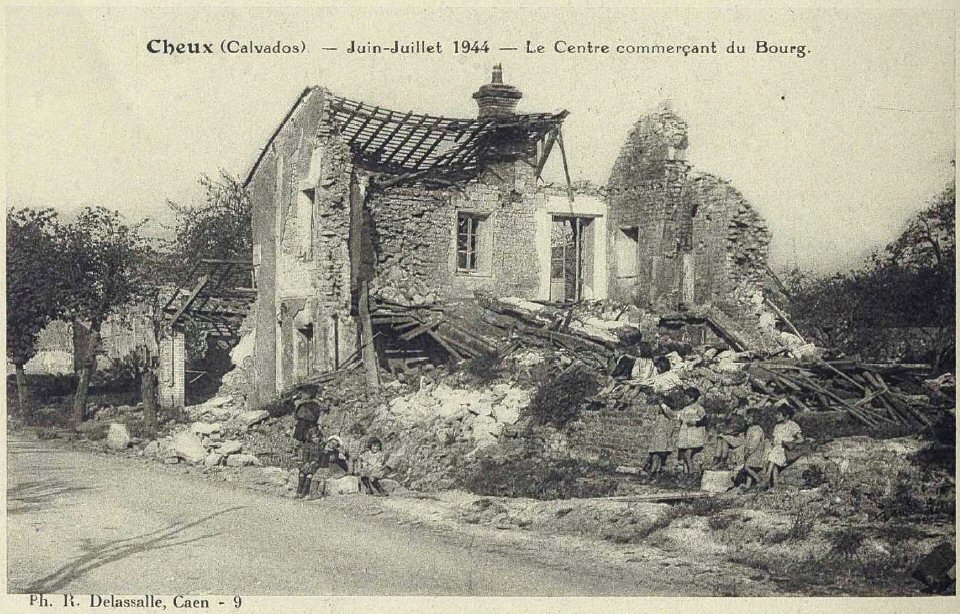 Cheux (Calvados) — Juin-Juillet 1944 — Le Centre commerçant du Bourg.
Ph. R. Delassalle, Caen - 9